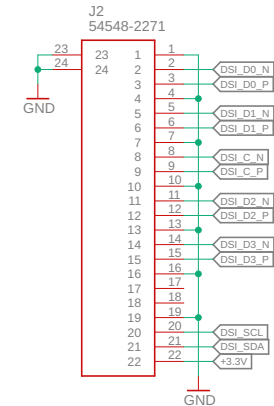 J2
54548-2271
23 23 1 1
24 24 2 2 DSI_D0_N
3 3 DSI_D0_P
4 4
5 5 DSI_D1_N
6 6 DSI_D1_P
7 7
8 8 DSI_C_N
9 9 DSI_C_P
10 10
11 11 DSI_D2_N
12 12 DSI_D2_P
13 13
14 14 DSI_D3_N
15 15 DSI_D3_P
16 16
17 17
18 18
19 19
20 20 DSI_SCL
21 21 DSI_SDA
22 22 +3.3V
GND
GND